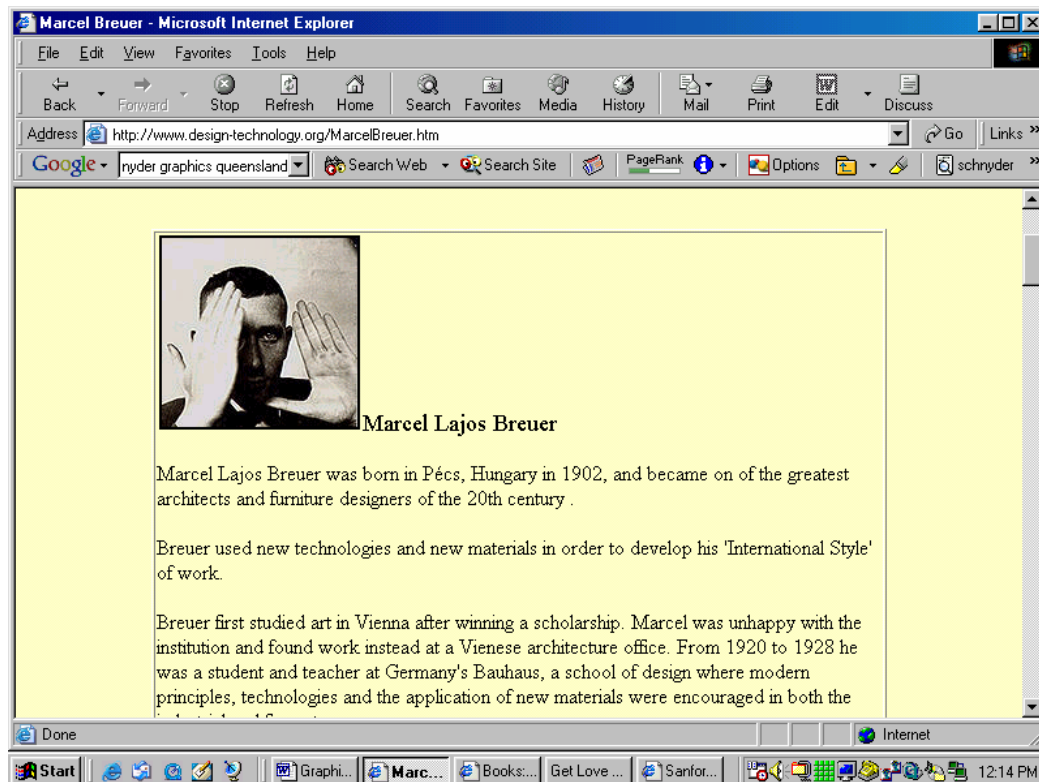 Marcel Breuer - Microsoft Internet Explorer
File Edit View Favorites Tools Help
Back Forward Stop Refresh Home Search Favorites Media History Mail Print Edit Discuss
Address http://www.design-technology.org/MarcelBreuer.htm Go Links »
Google nyder graphics queensland Search Web Search Site PageRank Options schnyder »
Marcel Lajos Breuer
Marcel Lajos Breuer was born in Pécs, Hungary in 1902, and became on of the greatest
architects and furniture designers of the 20th century .
Breuer used new technologies and new materials in order to develop his 'International Style'
of work.
Breuer first studied art in Vienna after winning a scholarship. Marcel was unhappy with the
institution and found work instead at a Vienese architecture office. From 1920 to 1928 he
was a student and teacher at Germany's Bauhaus, a school of design where modern
principles, technologies and the application of new materials were encouraged in both the
Done Internet
Start Graphi... Marc... Books:... Get Love ... Sanfor... 12:14 PM